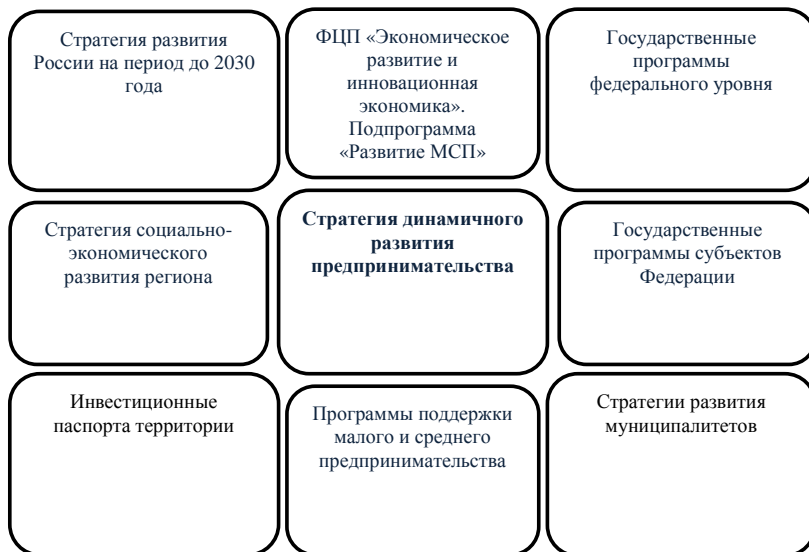 Стратегия развития
России на период до 2030
года
ФЦП «Экономическое
развитие и
инновационная
экономика».
Подпрограмма
«Развитие МСП»
Государственные
программы
федерального уровня
Стратегия социально-
экономического
развития региона
Стратегия динамичного
развития
предпринимательства
Государственные
программы субъектов
Федерации
Инвестиционные
паспорта территории
Программы поддержки
малого и среднего
предпринимательства
Стратегии развития
муниципалитетов